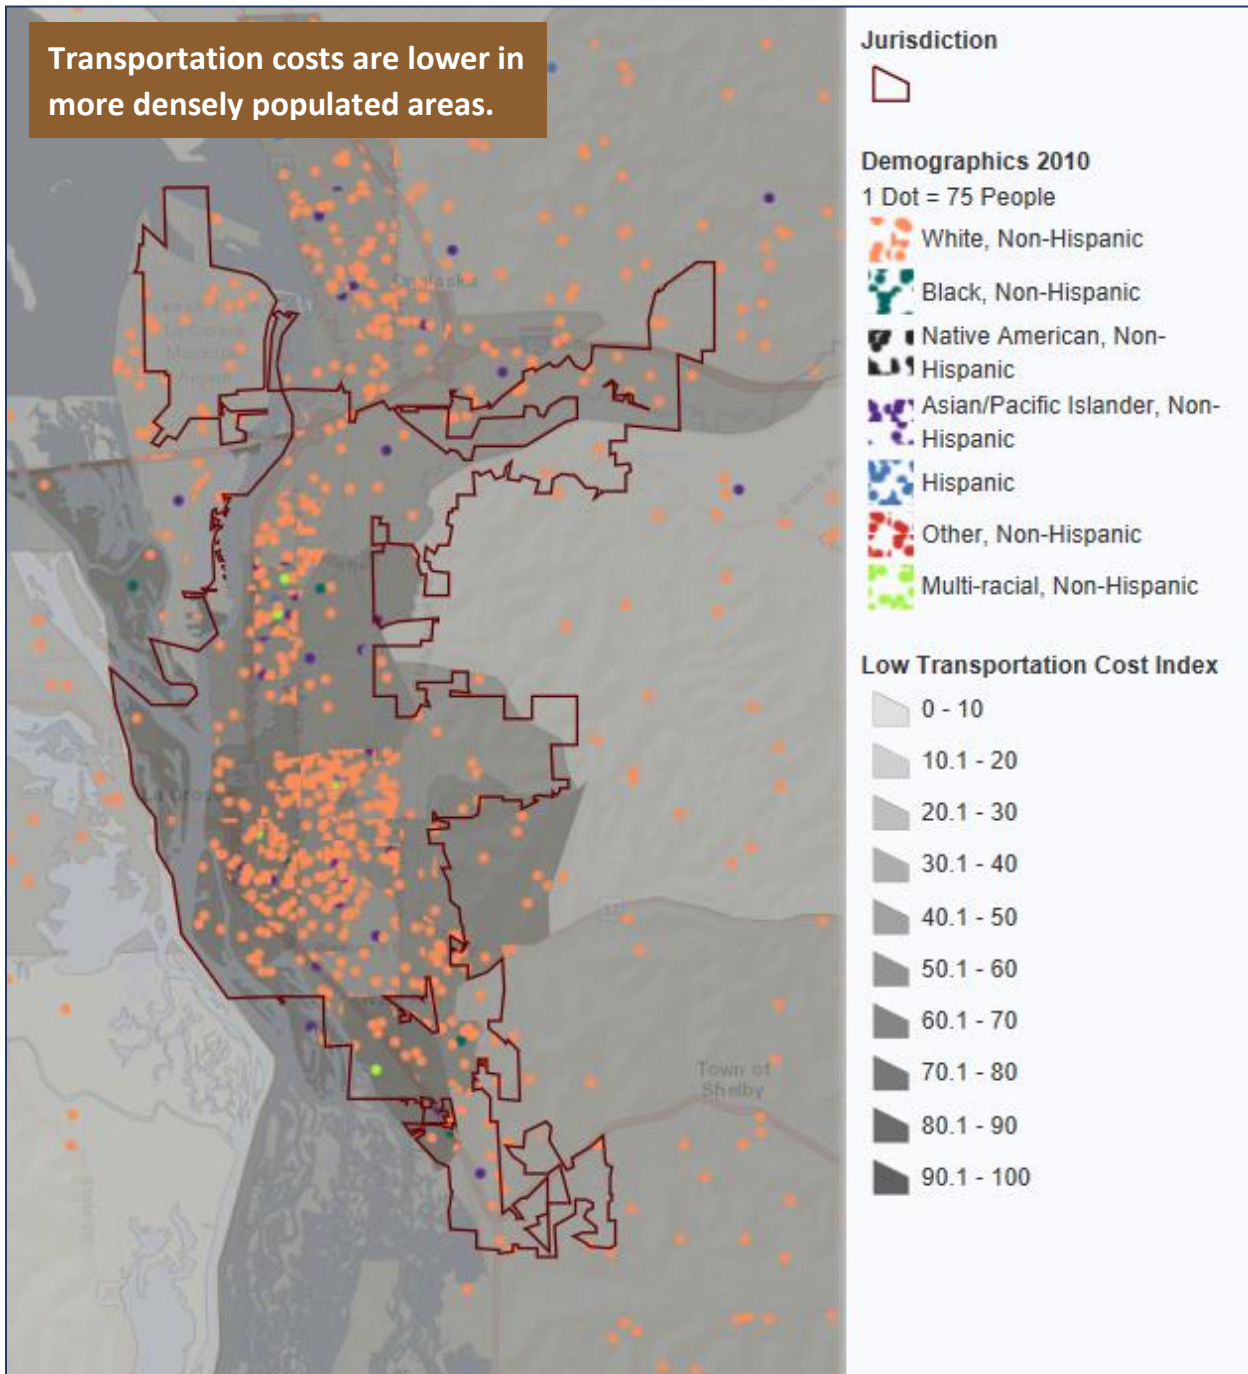 Transportation costs are lower in
more densely populated areas.
Jurisdiction
Demographics 2010
1 Dot = 75 People
White, Non-Hispanic
Black, Non-Hispanic
Native American, Non-
Hispanic
Asian/Pacific Islander, Non-
Hispanic
Hispanic
Other, Non-Hispanic
Multi-racial, Non-Hispanic
Low Transportation Cost Index
0 - 10
10.1 - 20
20.1 - 30
30.1 - 40
40.1 - 50
50.1 - 60
60.1 - 70
70.1 - 80
80.1 - 90
90.1 - 100
Town of
Shelby